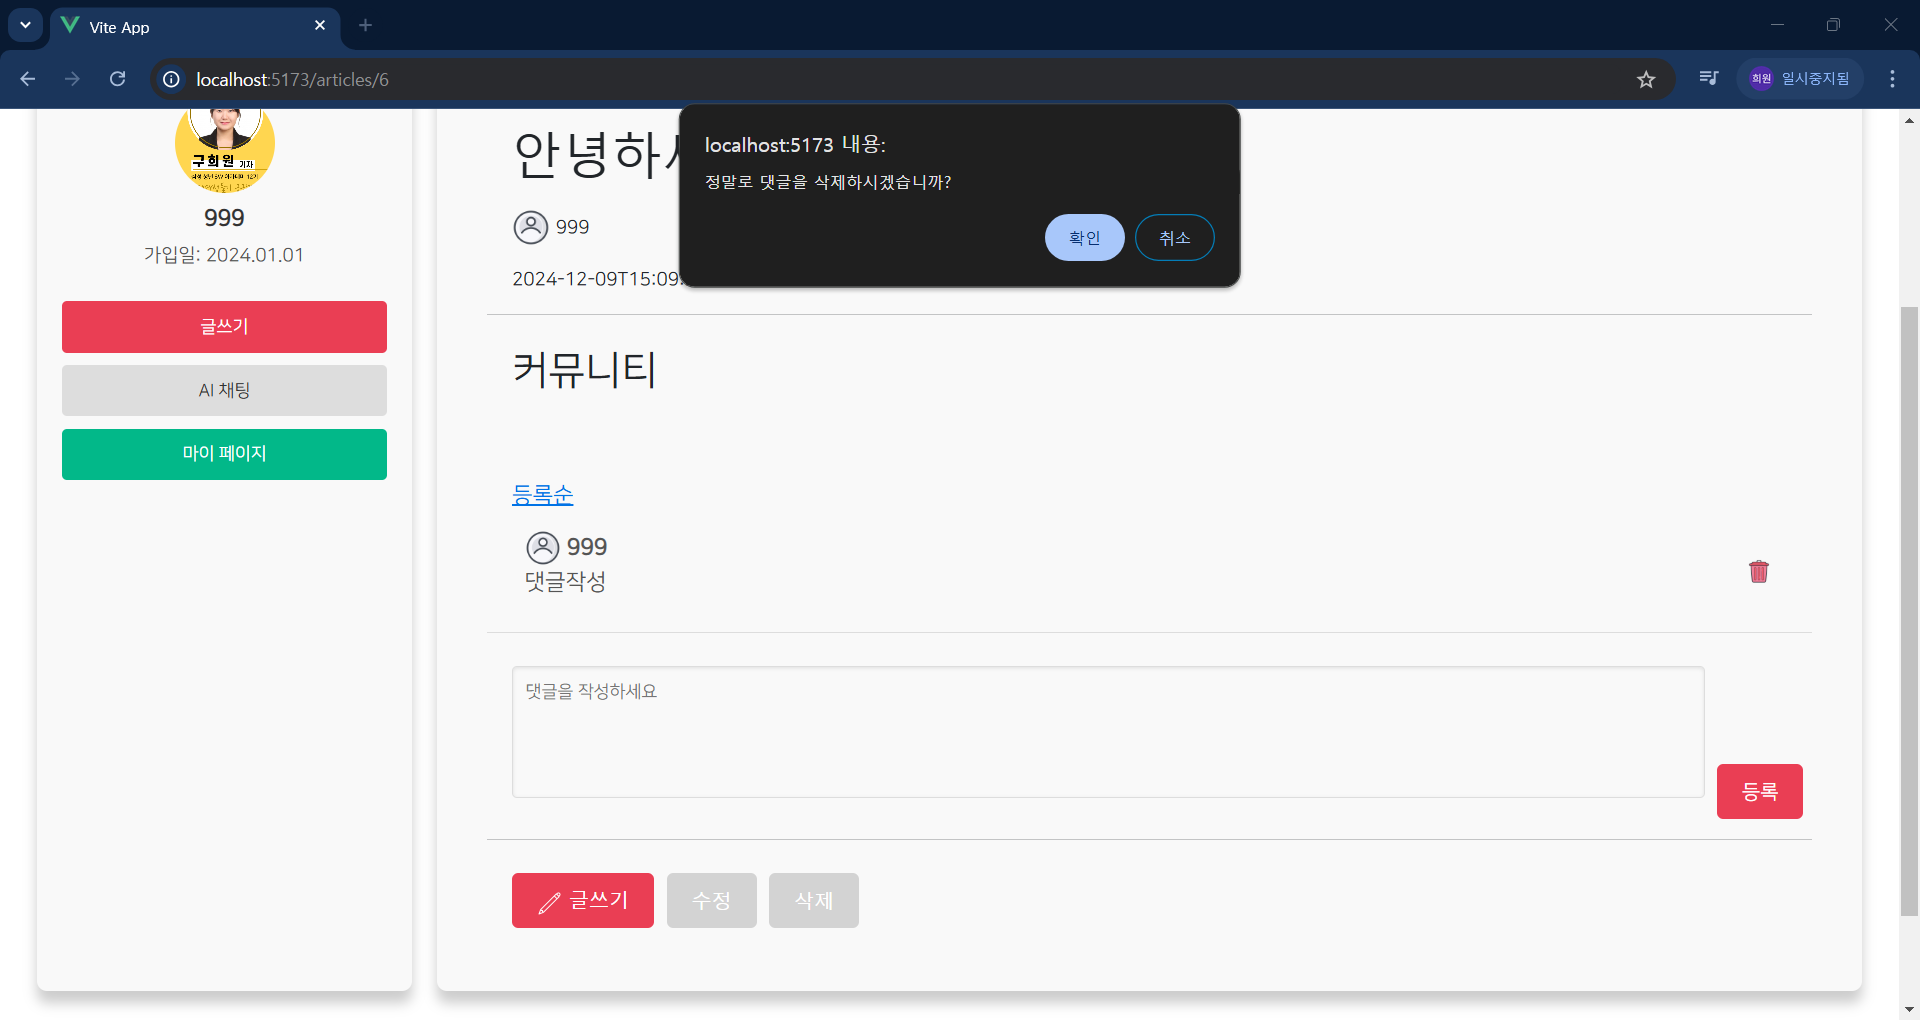 Vite App
localhost:5173/articles/6
희원 일시중지됨
localhost:5173 내용:
정말로 댓글을 삭제하시겠습니까?
확인 취소
구희원 기자
999
가입일: 2024.01.01
글쓰기
AI 채팅
마이 페이지
안녕하
999
2024-12-09T15:09
커뮤니티
등록순
999
댓글작성
댓글을 작성하세요
등록
글쓰기 수정 삭제